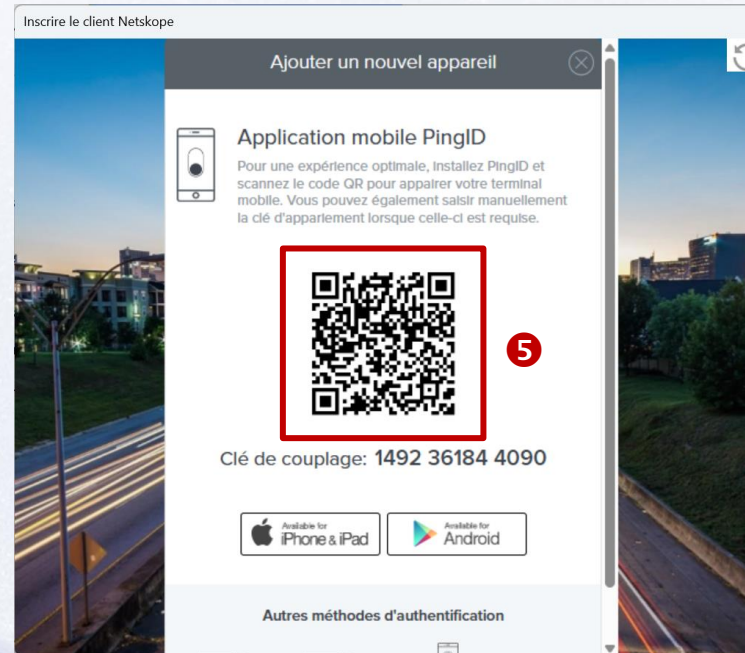 Inscrire le client Netskope
Ajouter un nouvel appareil
Application mobile PingID
Pour une expérience optimale, installez PingID et
scannez le code QR pour appairer votre terminal
mobile. Vous pouvez également saisir manuellement
la clé d'appariement lorsque celle-ci est requise.
5
Clé de couplage: 1492 36184 4090
Available for
iPhone & iPad
Available for
Android
Autres méthodes d'authentification